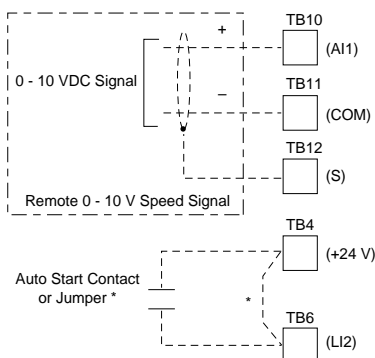 TB10
+
(AI1)
0 - 10 VDC Signal
TB11
–
(COM)
TB12
(S)
Remote 0 - 10 V Speed Signal
TB4
(+24 V)
Auto Start Contact
or Jumper *
*
TB6
(LI2)